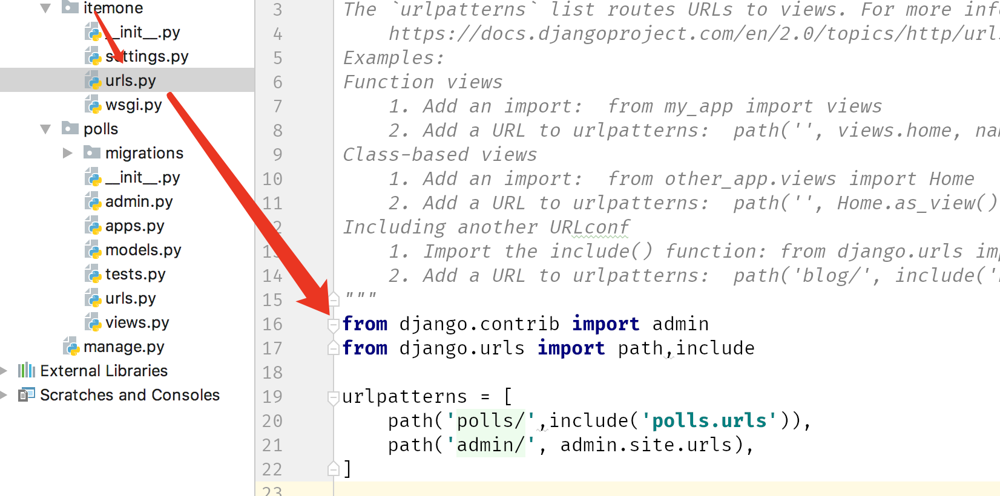 itemone
__init__.py
settings.py
urls.py
wsgi.py
polls
migrations
__init__.py
admin.py
apps.py
models.py
tests.py
urls.py
views.py
manage.py
External Libraries
Scratches and Consoles
3 The `urlpatterns` list routes URLs to views. For more inf
4 https://docs.djangoproject.com/en/2.0/topics/http/url
5 Examples:
6 Function views
7 1. Add an import:  from my_app import views
8 2. Add a URL to urlpatterns:  path('', views.home, na
9 Class-based views
10 1. Add an import:  from other_app.views import Home
11 2. Add a URL to urlpatterns:  path('', Home.as_view()
2 Including another URLconf
13 1. Import the include() function: from django.urls im
14 2. Add a URL to urlpatterns:  path('blog/', include('
15 """
16 from django.contrib import admin
17 from django.urls import path,include
18
19 urlpatterns = [
20 path('polls/',include('polls.urls')),
21 path('admin/', admin.site.urls),
22 ]
23